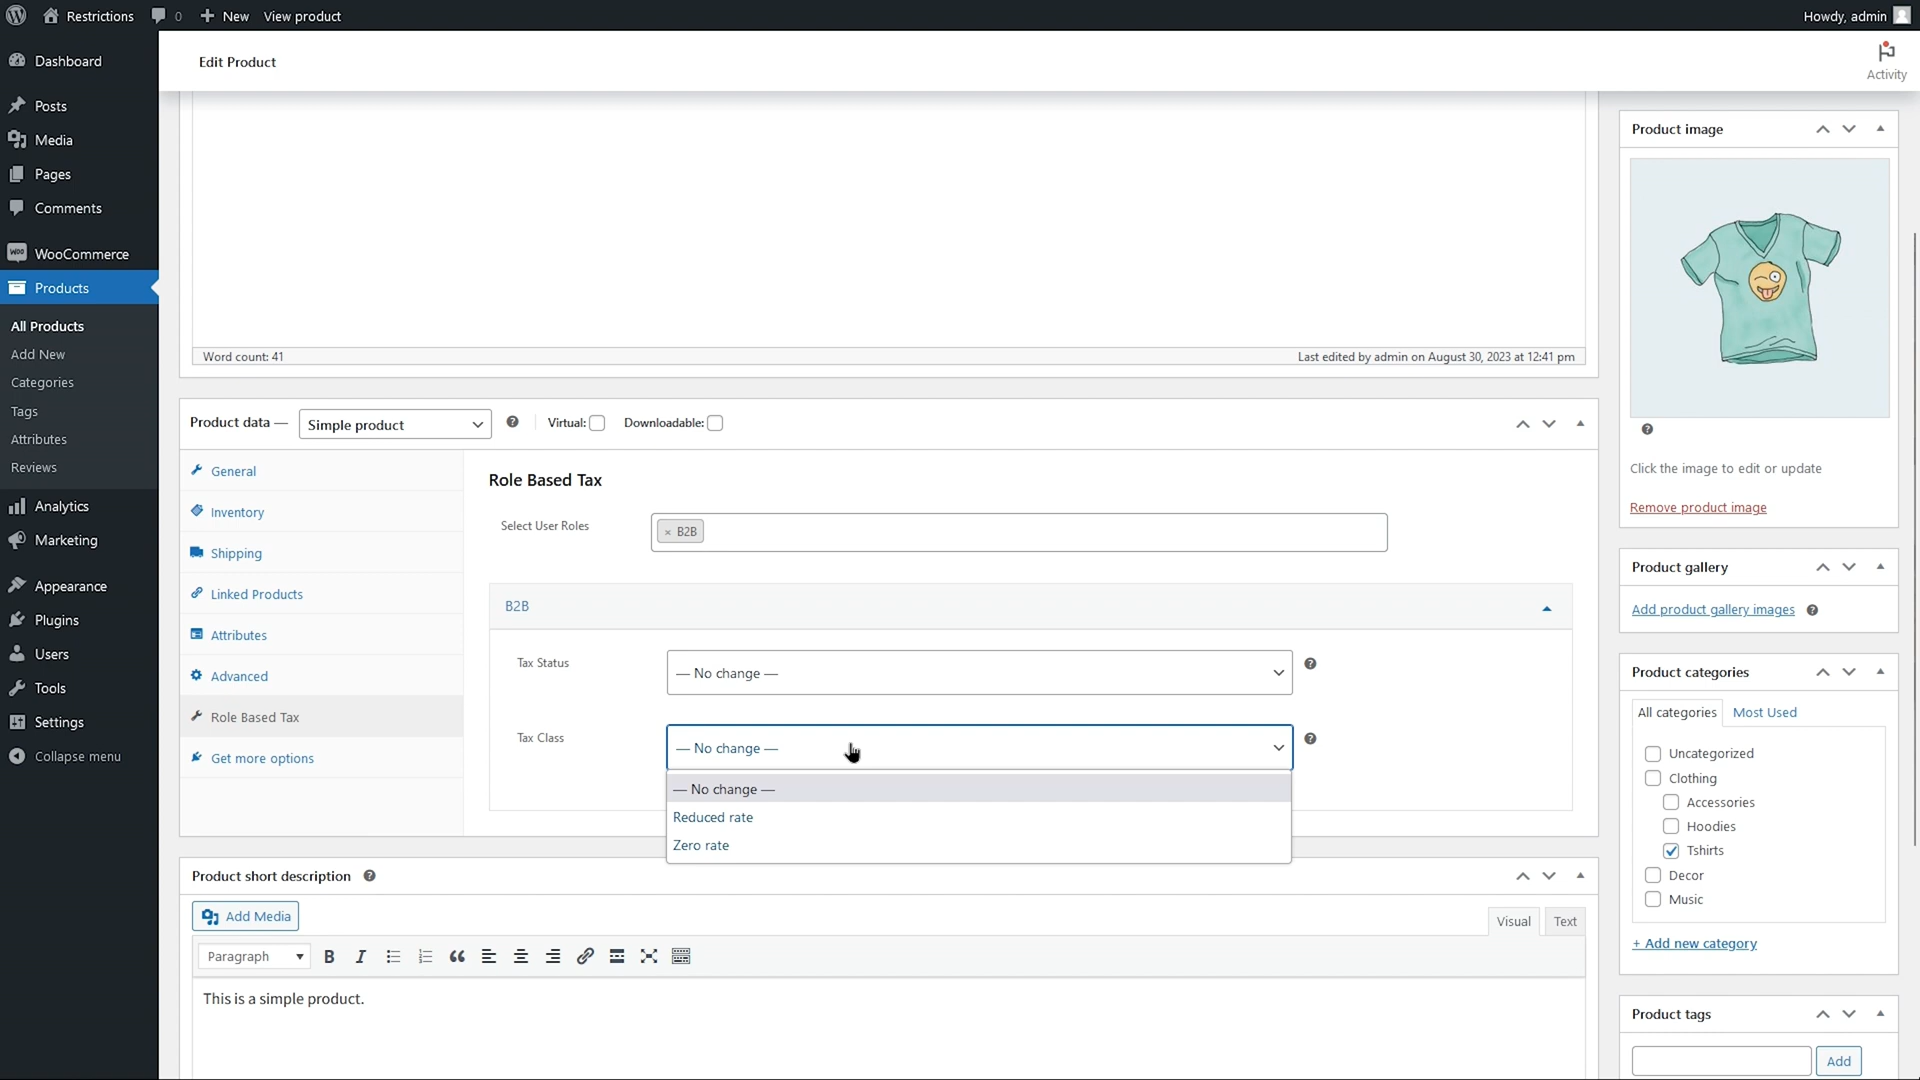 Restrictions 0 New View product Howdy, admin
Edit Product
Activity
Dashboard
Posts
Media
Pages
Comments
WooCommerce
Products
All Products
Add New
Categories
Tags
Attributes
Reviews
Analytics
Marketing
Appearance
Plugins
Users
Tools
Settings
Collapse menu
Word count: 41 Last edited by admin on August 30, 2023 at 12:41 pm
Product data — Simple product Virtual: Downloadable:
General
Inventory
Shipping
Linked Products
Attributes
Advanced
Role Based Tax
Get more options
Role Based Tax
Select User Roles × B2B
B2B
Tax Status — No change —
Tax Class — No change —
— No change —
Reduced rate
Zero rate
Product short description
Add Media
Visual Text
Paragraph
This is a simple product.
Product image
Click the image to edit or update
Remove product image
Product gallery
Add product gallery images
Product categories
All categories Most Used
Uncategorized
Clothing
Accessories
Hoodies
Tshirts
Decor
Music
+ Add new category
Product tags
Add